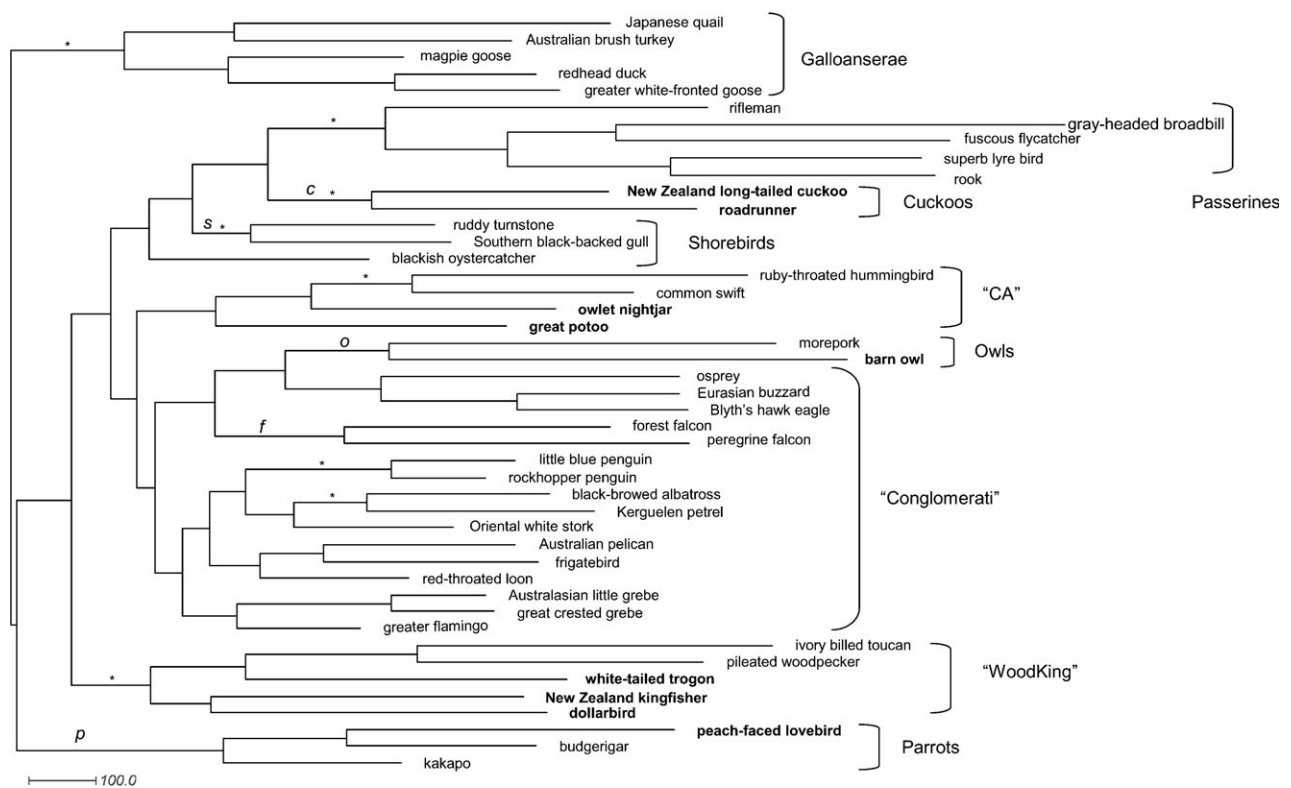 *
Japanese quail
Australian brush turkey
magpie goose
redhead duck
greater white-fronted goose
Galloanserae
rifleman
*
gray-headed broadbill
fuscous flycatcher
superb lyre bird
rook
Passerines
c *
New Zealand long-tailed cuckoo
roadrunner
Cuckoos
s *
ruddy turnstone
Southern black-backed gull
blackish oystercatcher
Shorebirds
*
ruby-throated hummingbird
common swift
owlet nightjar
great potoo
“CA”
o
morepork
barn owl
Owls
osprey
Eurasian buzzard
Blyth's hawk eagle
f
forest falcon
peregrine falcon
*
little blue penguin
rockhopper penguin
*
black-browed albatross
Kerguelen petrel
Oriental white stork
“Conglomerati”
Australian pelican
frigatebird
red-throated loon
Australasian little grebe
great crested grebe
greater flamingo
ivory billed toucan
pileated woodpecker
*
white-tailed trogon
New Zealand kingfisher
dollarbird
“WoodKing”
p
peach-faced lovebird
budgerigar
kakapo
Parrots
100.0